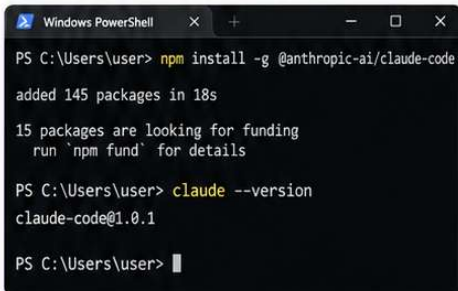 Windows PowerShell
PS C:\Users\user> npm install -g @anthropic-ai/claude-code
added 145 packages in 18s
15 packages are looking for funding
run `npm fund` for details
PS C:\Users\user> claude --version
claude-code@1.0.1
PS C:\Users\user>